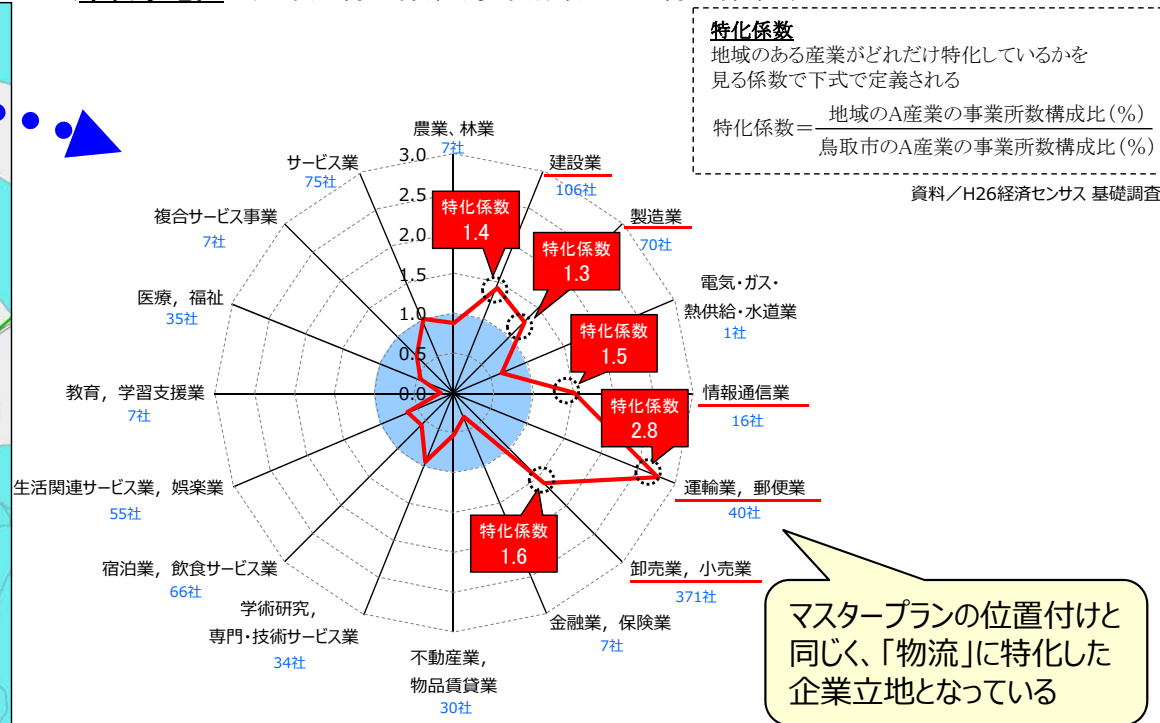 特化係数
地域のある産業がどれだけ特化しているかを
見る係数で下式で定義される
特化係数＝地域のA産業の事業所数構成比(%)
鳥取市のA産業の事業所数構成比(%)
資料／H26経済センサス 基礎調査
農業、林業
7社
建設業
106社
製造業
70社
電気・ガス・
熱供給・水道業
1社
情報通信業
16社
運輸業，郵便業
40社
卸売業，小売業
371社
金融業，保険業
7社
不動産業，
物品賃貸業
30社
学術研究，
専門・技術サービス業
34社
宿泊業，飲食サービス業
66社
生活関連サービス業，娯楽業
55社
教育，学習支援業
7社
医療，福祉
35社
複合サービス事業
7社
サービス業
75社
3.0
2.5
2.0
1.5
1.0
0.5
0.0
特化係数
1.4
特化係数
1.3
特化係数
1.5
特化係数
2.8
特化係数
1.6
マスタープランの位置付けと
同じく、「物流」に特化した
企業立地となっている